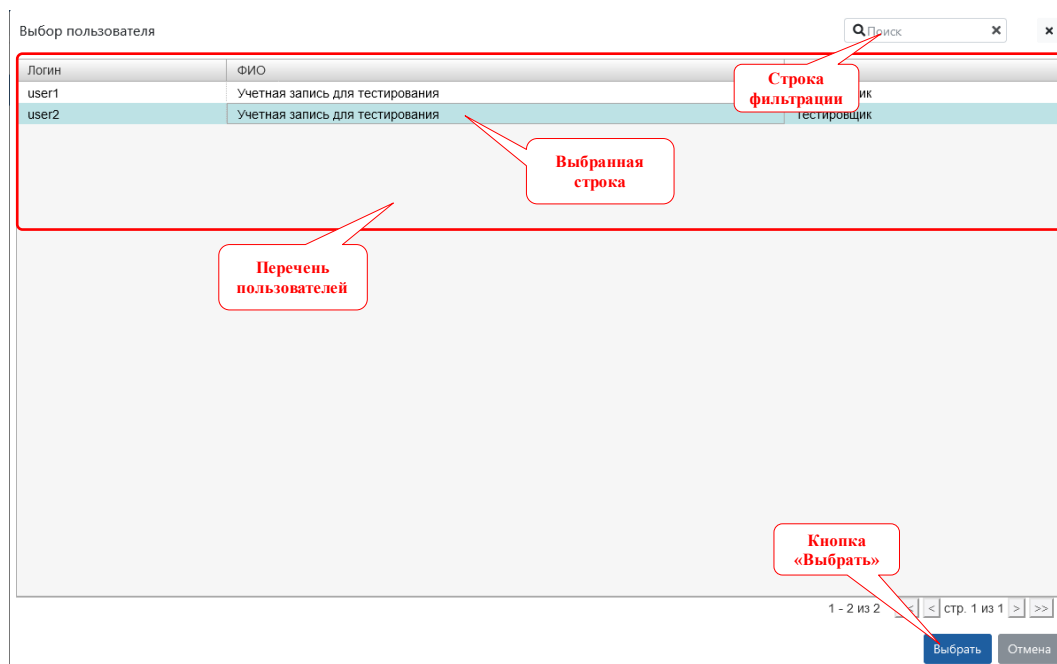 Выбор пользователя
Поиск
Логин ФИО
Строка
фильтрации
user1 Учетная запись для тестирования
user2 Учетная запись для тестирования тестировщик
Выбранная
строка
Перечень
пользователей
Кнопка
«Выбрать»
1 - 2 из 2 < стр. 1 из 1 > >>
Выбрать Отмена